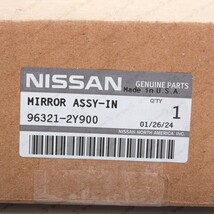 NISSAN
GENUINE PARTS
Made in U.S.A
MIRROR ASSY-IN
QTY
1
96321-2Y900
01/26/24
NISSAN NORTH AMERICA, INC.